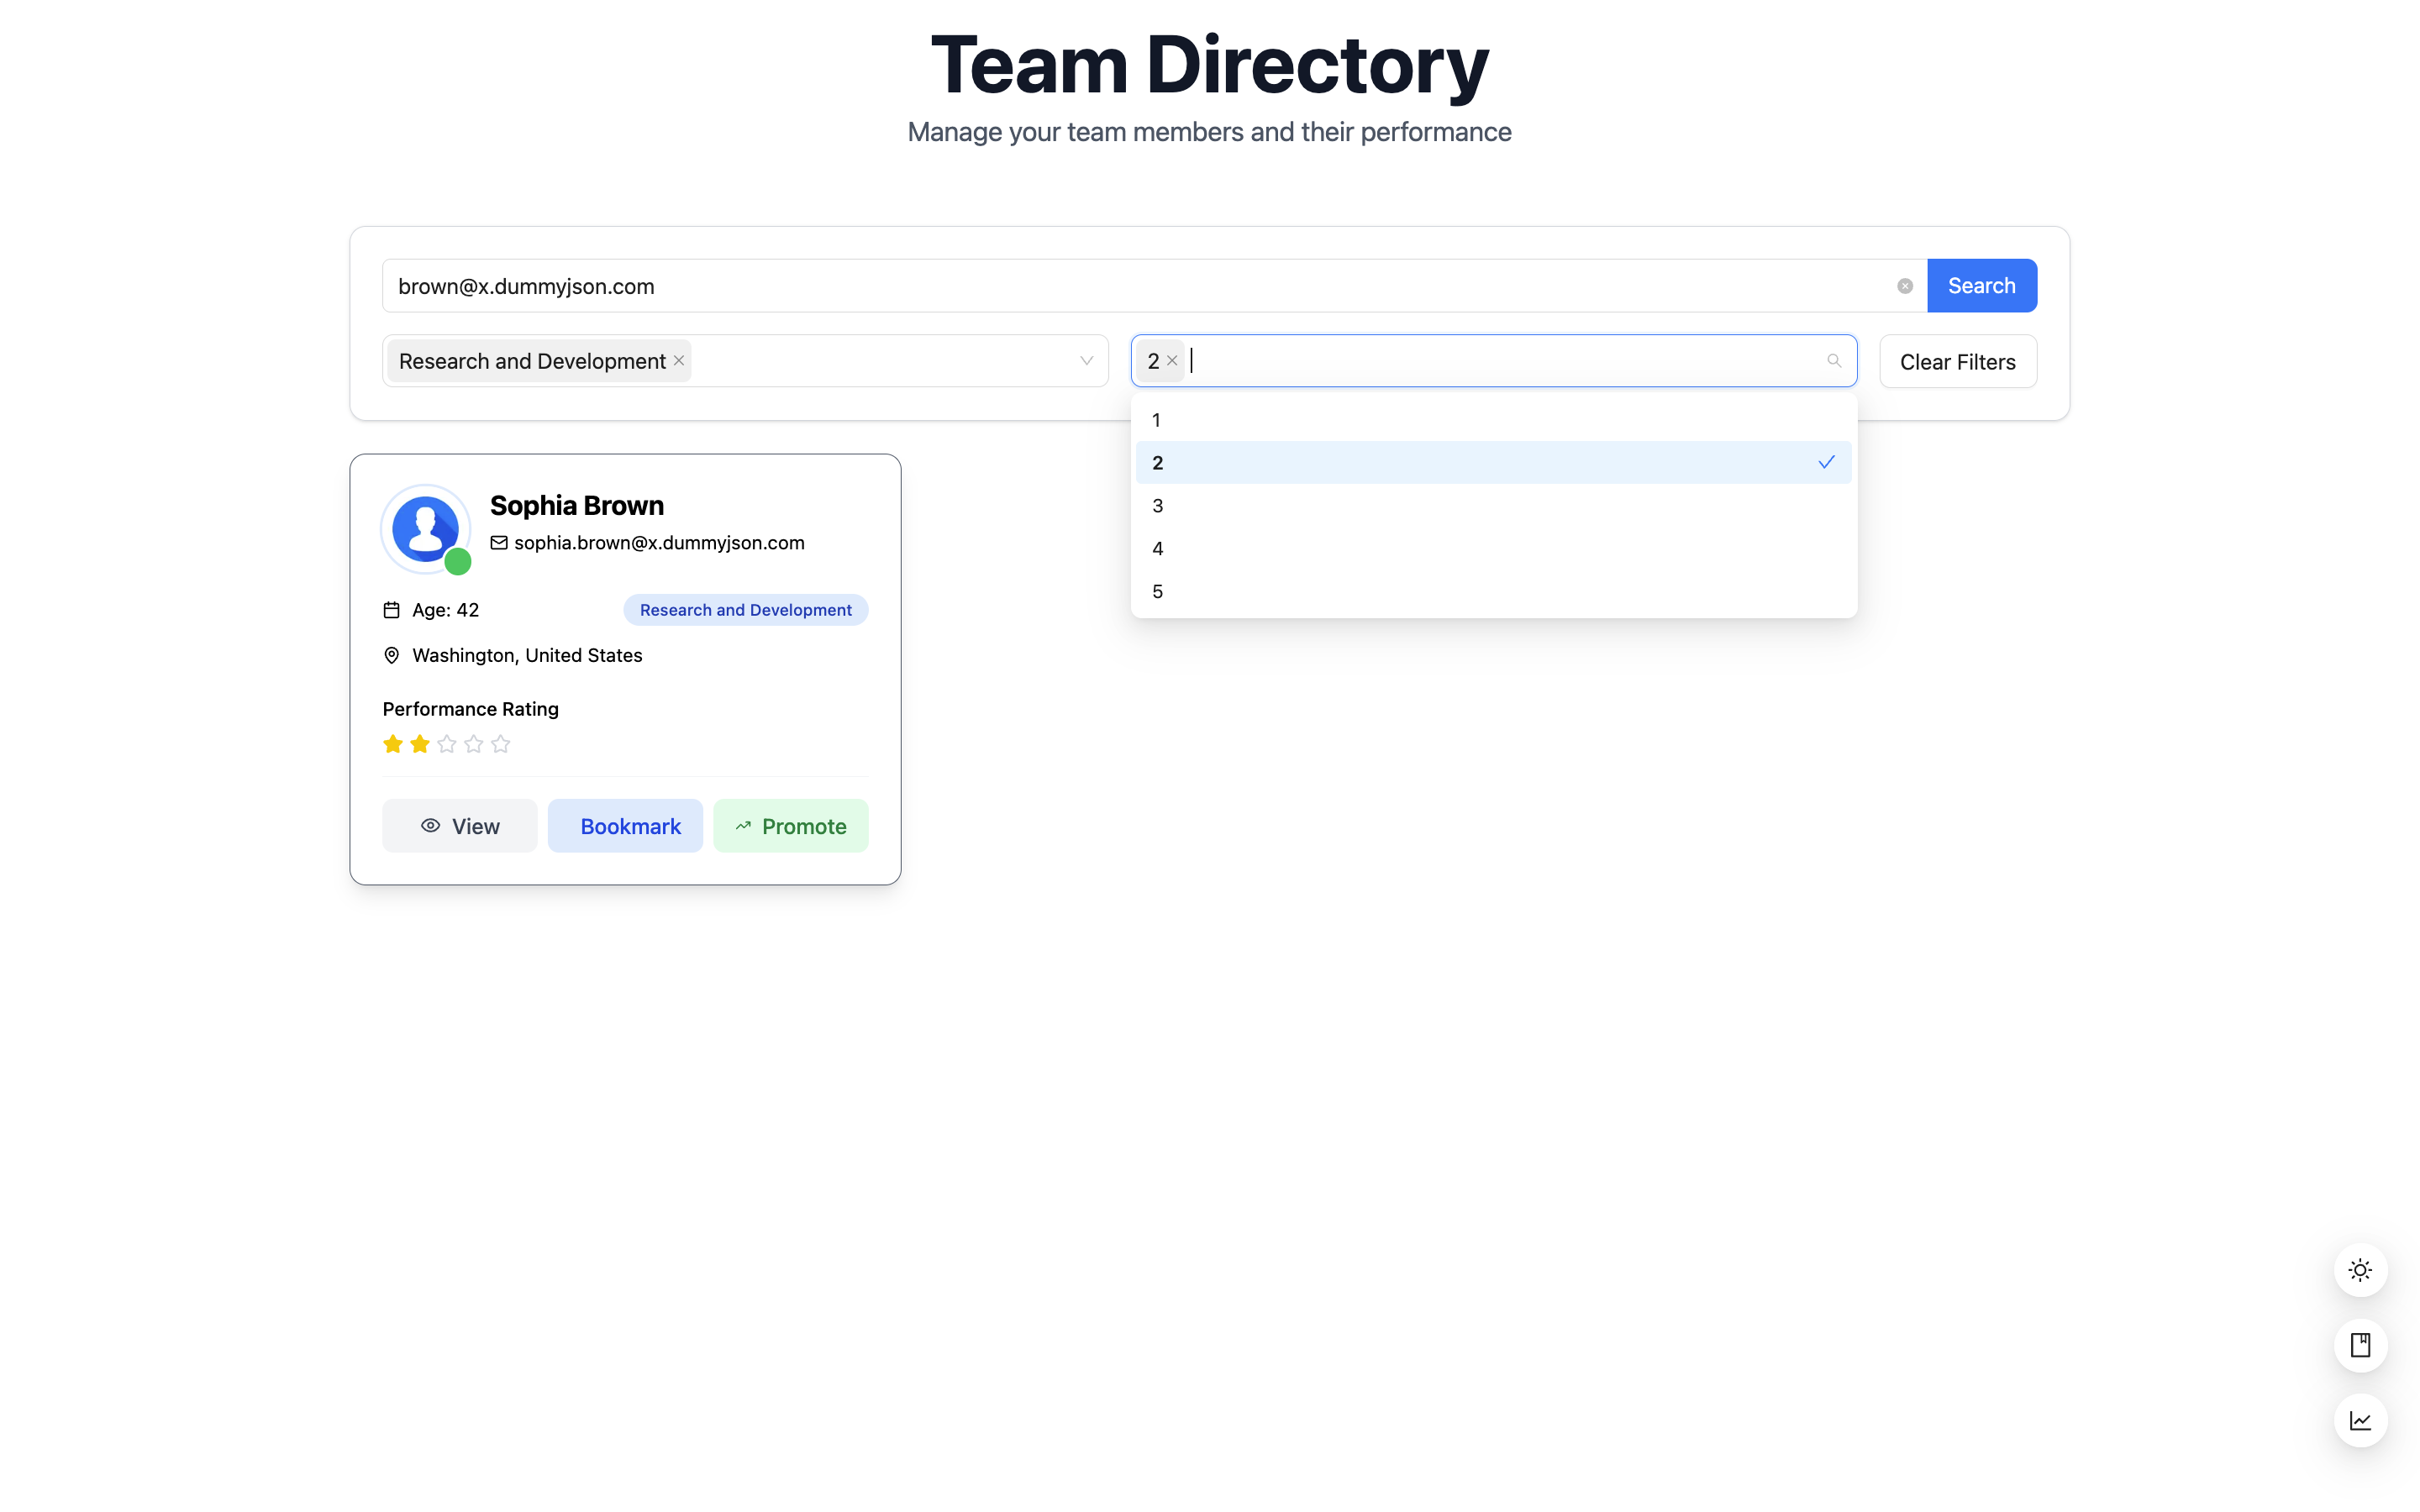 Team Directory
Manage your team members and their performance
brown@x.dummyjson.com
Search
Research and Development
2
Clear Filters
1
2
3
4
5
Sophia Brown
sophia.brown@x.dummyjson.com
Age: 42
Research and Development
Washington, United States
Performance Rating
View
Bookmark
Promote